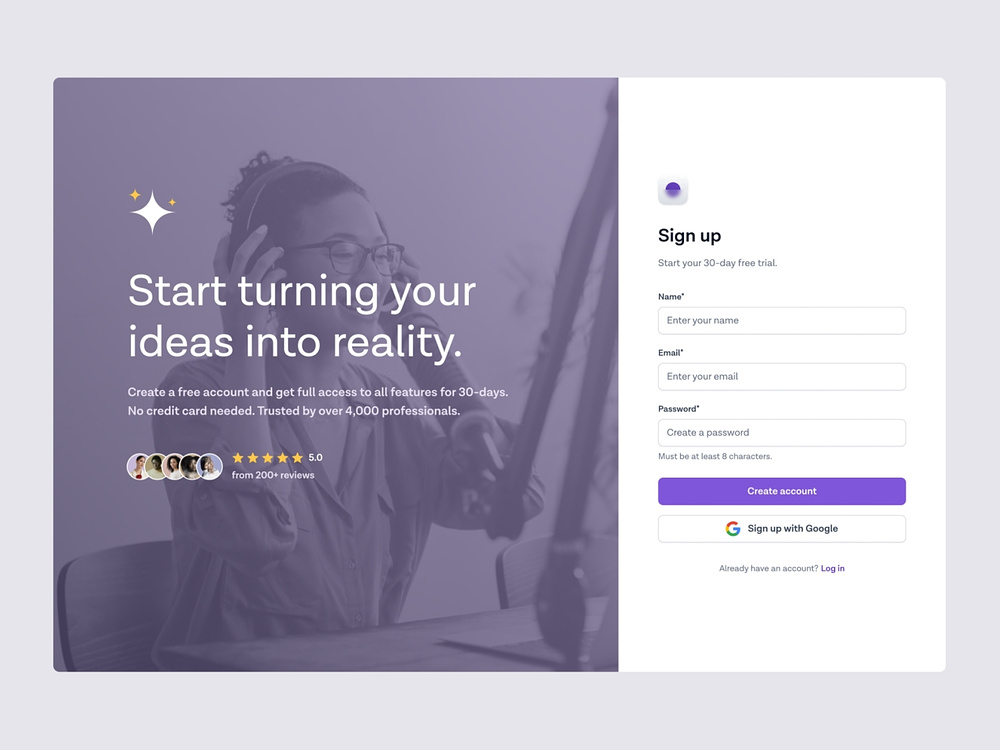 Start turning your
ideas into reality.
Create a free account and get full access to all features for 30-days.
No credit card needed. Trusted by over 4,000 professionals.
5.0
from 200+ reviews
Sign up
Start your 30-day free trial.
Name*
Enter your name
Email*
Enter your email
Password*
Create a password
Must be at least 8 characters.
Create account
Sign up with Google
Already have an account? Log in